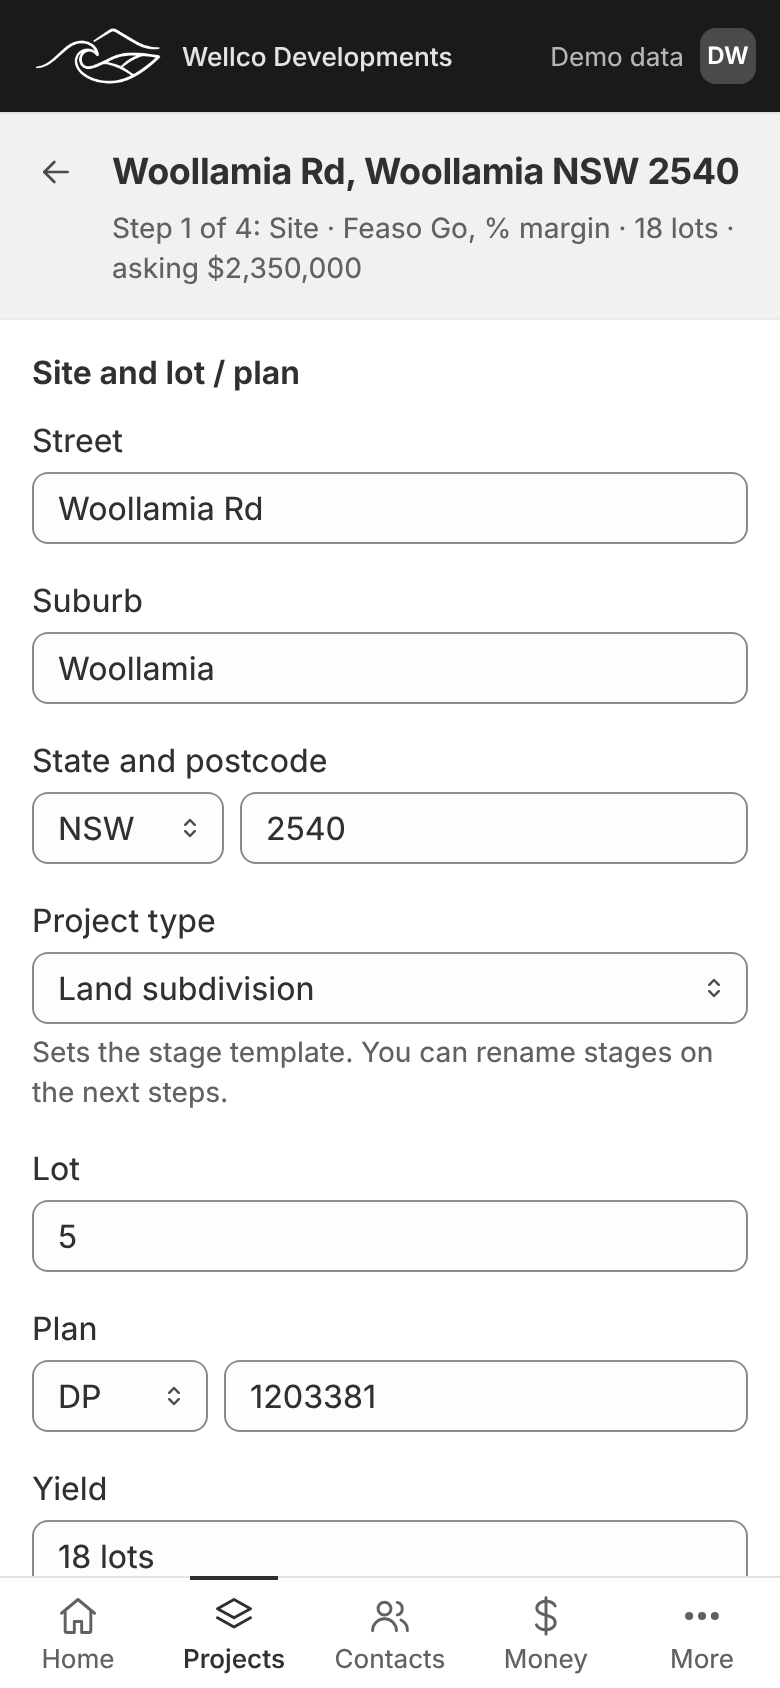 Wellco Developments
Demo data
DW
Woollamia Rd, Woollamia NSW 2540
Step 1 of 4: Site · Feaso Go, % margin · 18 lots ·
asking $2,350,000
Site and lot / plan
Street
Woollamia Rd
Suburb
Woollamia
State and postcode
NSW
2540
Project type
Land subdivision
Sets the stage template. You can rename stages on
the next steps.
Lot
5
Plan
DP
1203381
Yield
18 lots
Home
Projects
Contacts
Money
More